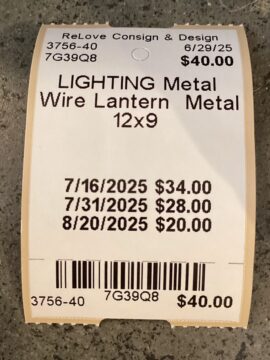 ReLove Consign & Design
3756-40 6/29/25
7G39Q8 $40.00
LIGHTING Metal
Wire Lantern Metal
12x9
7/16/2025 $34.00
7/31/2025 $28.00
8/20/2025 $20.00
3756-40 7G39Q8 $40.00